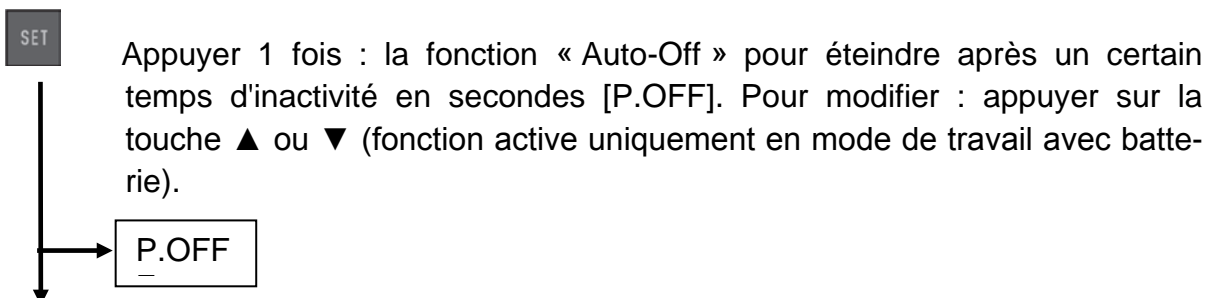 SET
Appuyer 1 fois : la fonction « Auto-Off » pour éteindre après un certain
temps d'inactivité en secondes [P.OFF]. Pour modifier : appuyer sur la
touche ▲ ou ▼ (fonction active uniquement en mode de travail avec batte-
rie).
P.OFF